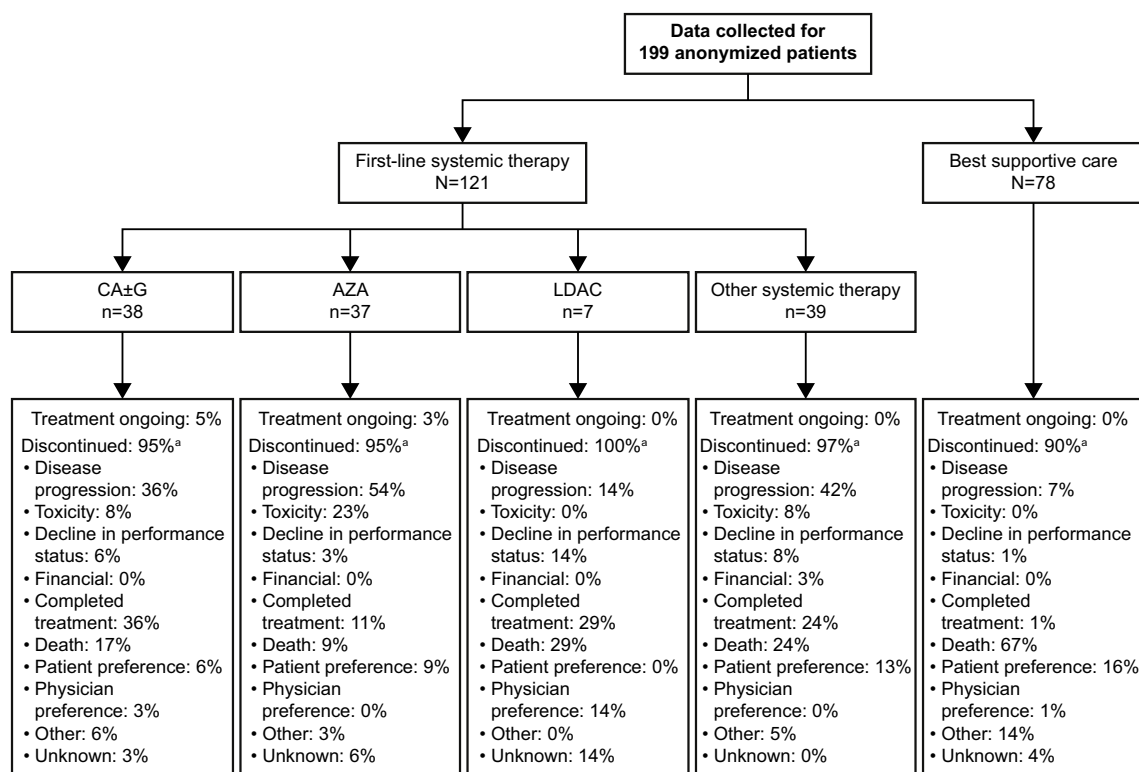 Data collected for
199 anonymized patients
First-line systemic therapy
N=121
Best supportive care
N=78
CA±G
n=38
AZA
n=37
LDAC
n=7
Other systemic therapy
n=39
Treatment ongoing: 5%
Discontinued: 95%ᵃ
• Disease
progression: 36%
• Toxicity: 8%
• Decline in performance
status: 6%
• Financial: 0%
• Completed
treatment: 36%
• Death: 17%
• Patient preference: 6%
• Physician
preference: 3%
• Other: 6%
• Unknown: 3%
Treatment ongoing: 3%
Discontinued: 95%ᵃ
• Disease
progression: 54%
• Toxicity: 23%
• Decline in performance
status: 3%
• Financial: 0%
• Completed
treatment: 11%
• Death: 9%
• Patient preference: 9%
• Physician
preference: 0%
• Other: 3%
• Unknown: 6%
Treatment ongoing: 0%
Discontinued: 100%ᵃ
• Disease
progression: 14%
• Toxicity: 0%
• Decline in performance
status: 14%
• Financial: 0%
• Completed
treatment: 29%
• Death: 29%
• Patient preference: 0%
• Physician
preference: 14%
• Other: 0%
• Unknown: 14%
Treatment ongoing: 0%
Discontinued: 97%ᵃ
• Disease
progression: 42%
• Toxicity: 8%
• Decline in performance
status: 8%
• Financial: 3%
• Completed
treatment: 24%
• Death: 24%
• Patient preference: 13%
• Physician
preference: 0%
• Other: 5%
• Unknown: 0%
Treatment ongoing: 0%
Discontinued: 90%ᵃ
• Disease
progression: 7%
• Toxicity: 0%
• Decline in performance
status: 1%
• Financial: 0%
• Completed
treatment: 1%
• Death: 67%
• Patient preference: 16%
• Physician
preference: 1%
• Other: 14%
• Unknown: 4%